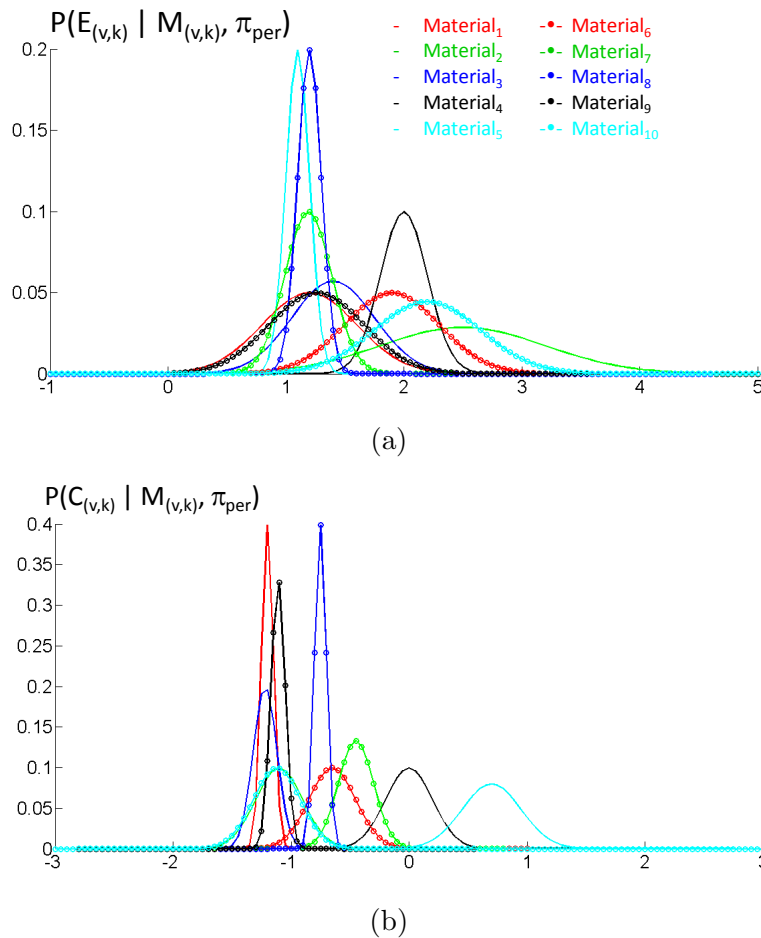 P(E(v,k) | M(v,k), πper)
- Material1 -•- Material6
- Material2 -•- Material7
- Material3 -•- Material8
- Material4 -•- Material9
- Material5 -•- Material10
0.2
0.15
0.1
0.05
0
-1 0 1 2 3 4 5
(a)
P(C(v,k) | M(v,k), πper)
0.4
0.35
0.3
0.25
0.2
0.15
0.1
0.05
0
-3 -2 -1 0 1 2 3
(b)